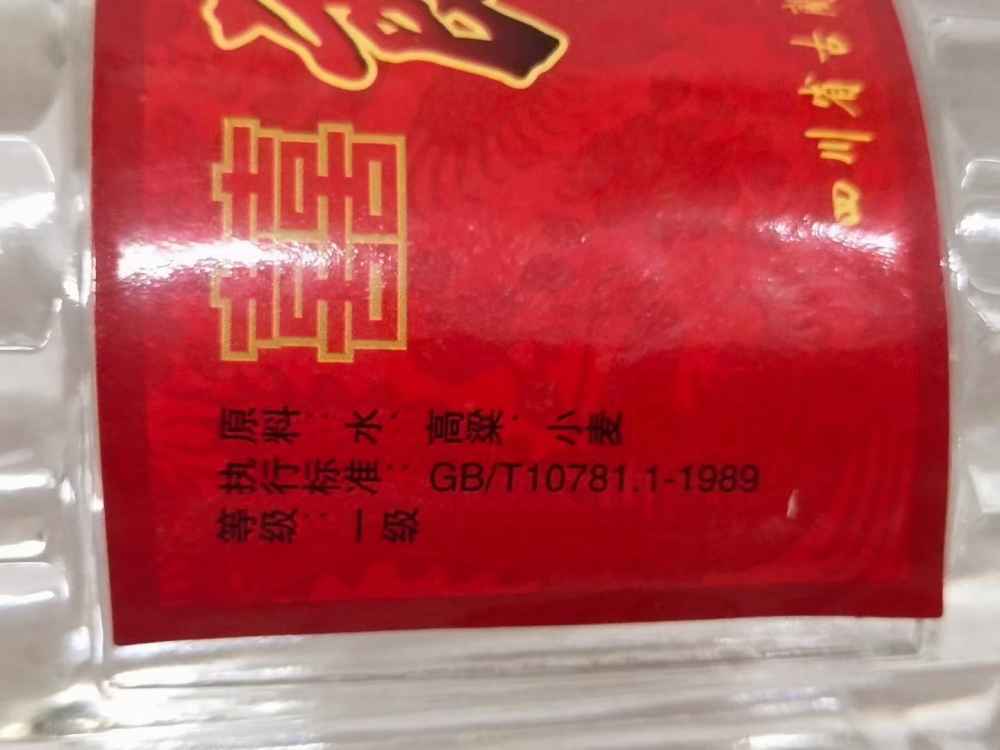 囍
四川省古
原料：水、高粱、小麦
执行标准：GB/T10781.1-1989
等级：一级